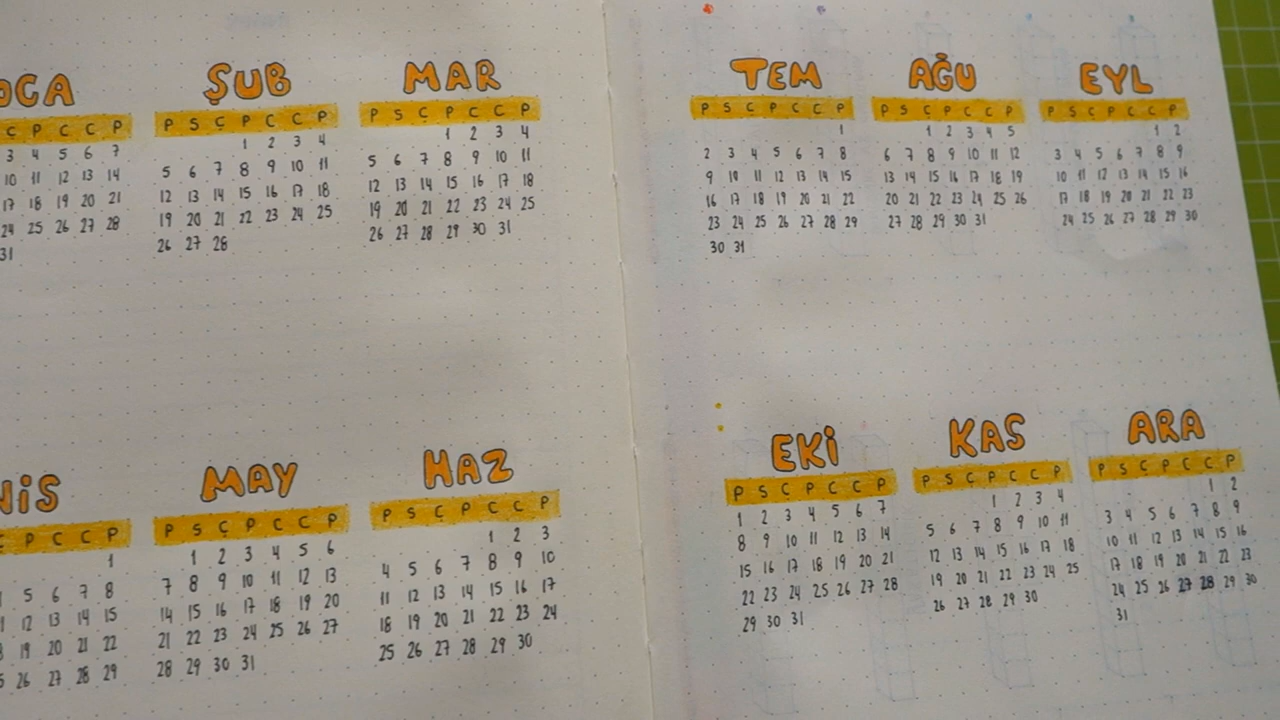 OCA
Ç P C C P
3 4 5 6 7
10 11 12 13 14
17 18 19 20 21
24 25 26 27 28
31
ŞUB
P S Ç P C C P
1 2 3 4
5 6 7 8 9 10 11
12 13 14 15 16 17 18
19 20 21 22 23 24 25
26 27 28
MAR
P S Ç P C C P
1 2 3 4
5 6 7 8 9 10 11
12 13 14 15 16 17 18
19 20 21 22 23 24 25
26 27 28 29 30 31
NİS
Ç P C C P
1
5 6 7 8
12 13 14 15
19 20 21 22
26 27 28 29
MAY
P S Ç P C C P
1 2 3 4 5 6
7 8 9 10 11 12 13
14 15 16 17 18 19 20
21 22 23 24 25 26 27
28 29 30 31
HAZ
P S Ç P C C P
1 2 3
4 5 6 7 8 9 10
11 12 13 14 15 16 17
18 19 20 21 22 23 24
25 26 27 28 29 30
TEM
P S Ç P C C P
1
2 3 4 5 6 7 8
9 10 11 12 13 14 15
16 17 18 19 20 21 22
23 24 25 26 27 28 29
30 31
AĞU
P S Ç P C C P
1 2 3 4 5
6 7 8 9 10 11 12
13 14 15 16 17 18 19
20 21 22 23 24 25 26
27 28 29 30 31
EYL
P S Ç P C C P
1 2
3 4 5 6 7 8 9
10 11 12 13 14 15 16
17 18 19 20 21 22 23
24 25 26 27 28 29 30
EKİ
P S Ç P C C P
1 2 3 4 5 6 7
8 9 10 11 12 13 14
15 16 17 18 19 20 21
22 23 24 25 26 27 28
29 30 31
KAS
P S Ç P C C P
1 2 3 4
5 6 7 8 9 10 11
12 13 14 15 16 17 18
19 20 21 22 23 24 25
26 27 28 29 30
ARA
P S Ç P C C P
1 2
3 4 5 6 7 8 9
10 11 12 13 14 15 16
17 18 19 20 21 22 23
24 25 26 27 28 29 30
31